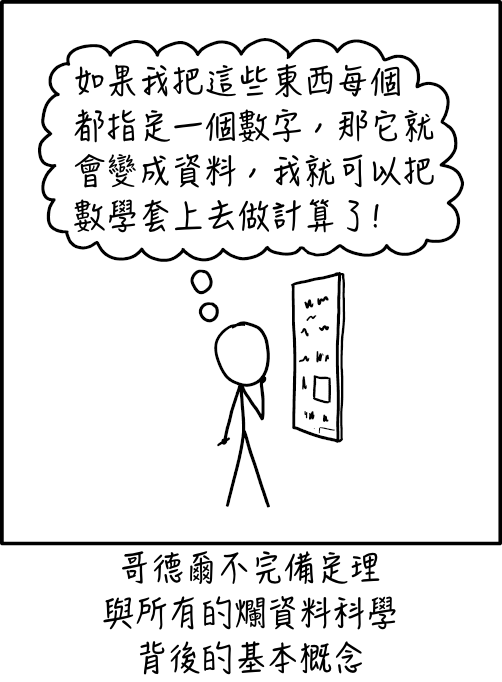 如果我把這些東西每個
都指定一個數字，那它就
會變成資料，我就可以把
數學套上去做計算了！
哥德爾不完備定理
與所有的爛資料科學
背後的基本概念